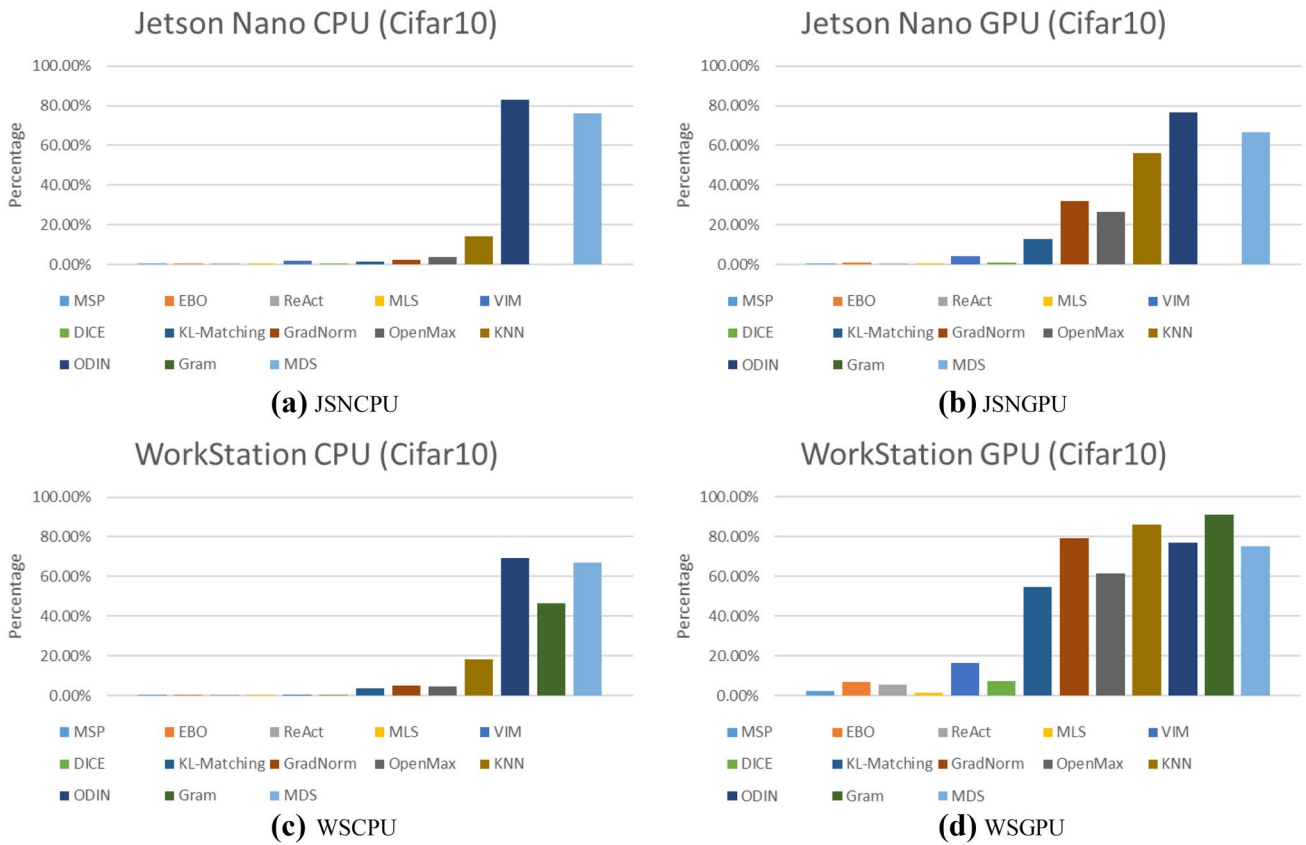 Jetson Nano CPU (Cifar10)
Percentage
100.00%
80.00%
60.00%
40.00%
20.00%
0.00%
MSP EBO ReAct MLS VIM
DICE KL-Matching GradNorm OpenMax KNN
ODIN Gram MDS
(a) JSNCPU
Jetson Nano GPU (Cifar10)
Percentage
100.00%
80.00%
60.00%
40.00%
20.00%
0.00%
MSP EBO ReAct MLS VIM
DICE KL-Matching GradNorm OpenMax KNN
ODIN Gram MDS
(b) JSNGPU
WorkStation CPU (Cifar10)
Percentage
100.00%
80.00%
60.00%
40.00%
20.00%
0.00%
MSP EBO ReAct MLS VIM
DICE KL-Matching GradNorm OpenMax KNN
ODIN Gram MDS
(c) WSCPU
WorkStation GPU (Cifar10)
Percentage
100.00%
80.00%
60.00%
40.00%
20.00%
0.00%
MSP EBO ReAct MLS VIM
DICE KL-Matching GradNorm OpenMax KNN
ODIN Gram MDS
(d) WSGPU